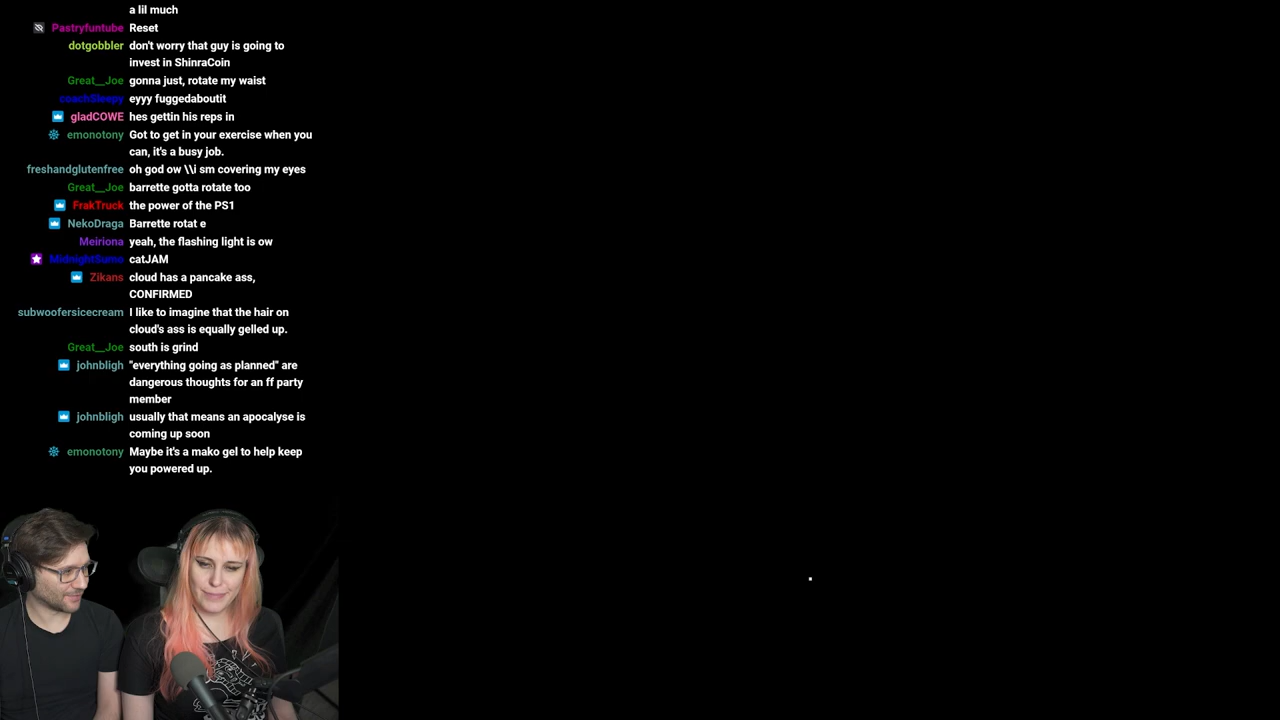 a lil much
Pastryfuntube Reset
dotgobbler don't worry that guy is going to
invest in ShinraCoin
Great__Joe gonna just, rotate my waist
coachSleepy eyyy fuggedaboutit
gladCOWE hes gettin his reps in
emonotony Got to get in your exercise when you
can, it's a busy job.
freshandglutenfree oh god ow \\i sm covering my eyes
Great__Joe barrette gotta rotate too
FrakTruck the power of the PS1
NekoDraga Barrette rotat e
Meiriona yeah, the flashing light is ow
MidnightSumo catJAM
Zikans cloud has a pancake ass,
CONFIRMED
subwoofersicecream I like to imagine that the hair on
cloud's ass is equally gelled up.
Great__Joe south is grind
johnbligh "everything going as planned" are
dangerous thoughts for an ff party
member
johnbligh usually that means an apocalyse is
coming up soon
emonotony Maybe it's a mako gel to help keep
you powered up.